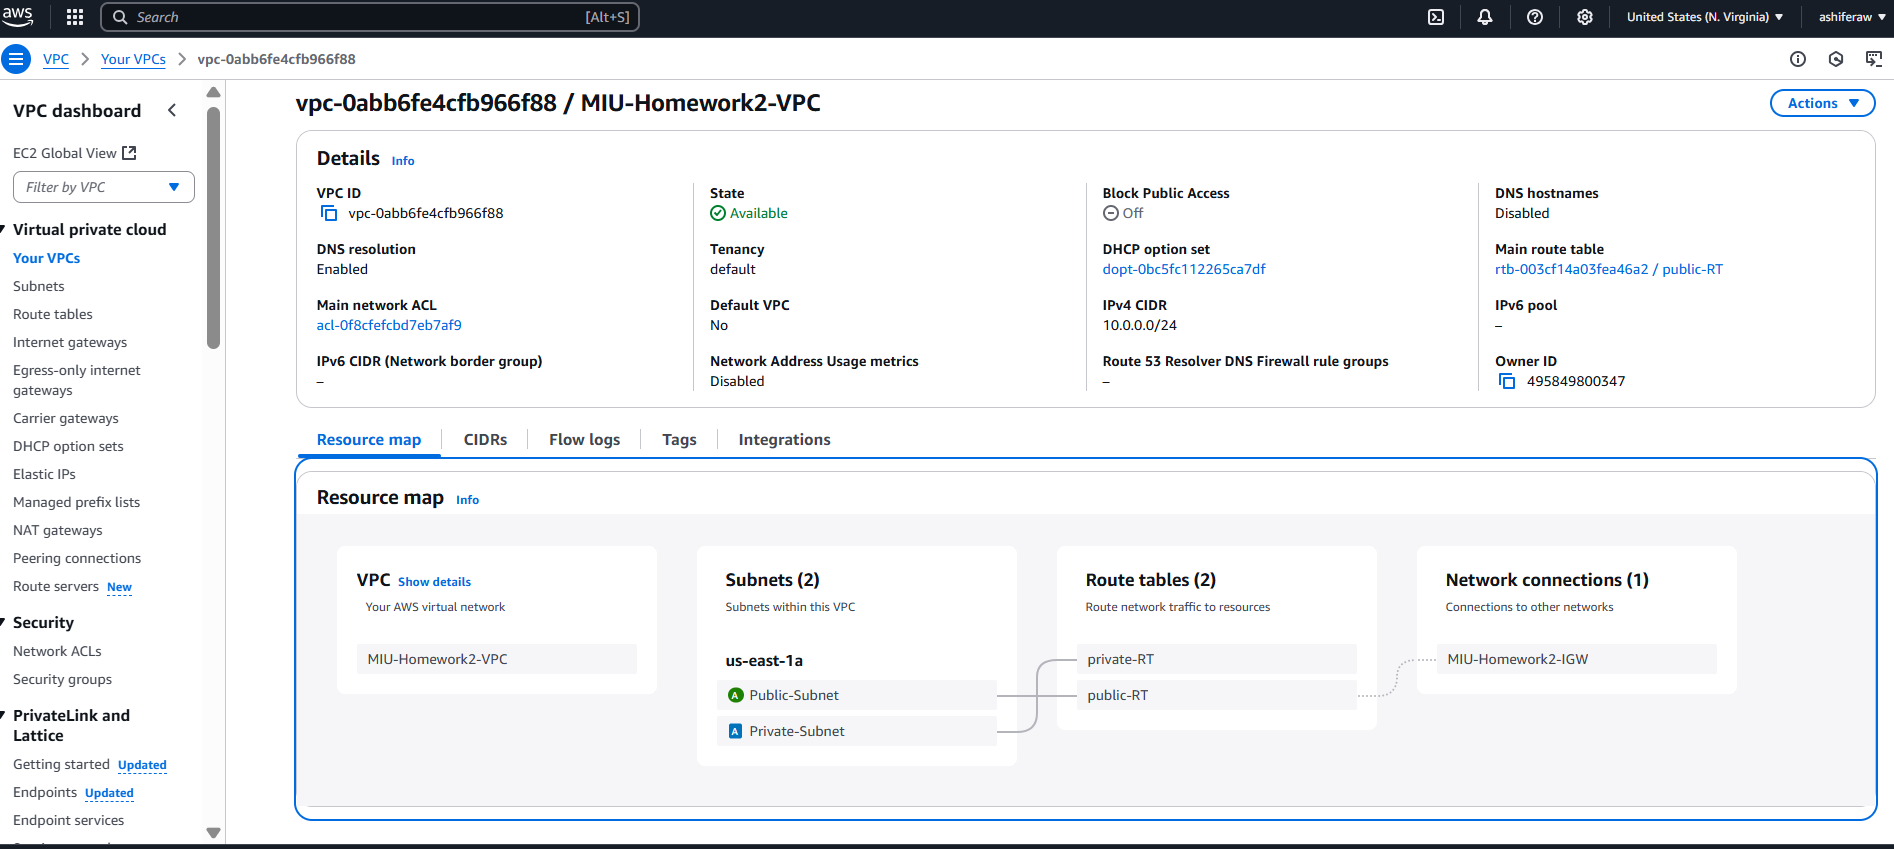 aws
Search [Alt+S]
United States (N. Virginia)
ashiferaw
VPC
Your VPCs
vpc-0abb6fe4cfb966f88
VPC dashboard
EC2 Global View
Filter by VPC
Virtual private cloud
Your VPCs
Subnets
Route tables
Internet gateways
Egress-only internet
gateways
Carrier gateways
DHCP option sets
Elastic IPs
Managed prefix lists
NAT gateways
Peering connections
Route servers New
Security
Network ACLs
Security groups
PrivateLink and
Lattice
Getting started Updated
Endpoints Updated
Endpoint services
vpc-0abb6fe4cfb966f88 / MIU-Homework2-VPC
Actions
Details Info
VPC ID
vpc-0abb6fe4cfb966f88
State
Available
Block Public Access
Off
DNS hostnames
Disabled
DNS resolution
Enabled
Tenancy
default
DHCP option set
dopt-0bc5fc112265ca7df
Main route table
rtb-003cf14a03fea46a2 / public-RT
Main network ACL
acl-0f8cfefcbd7eb7af9
Default VPC
No
IPv4 CIDR
10.0.0.0/24
IPv6 pool
–
IPv6 CIDR (Network border group)
–
Network Address Usage metrics
Disabled
Route 53 Resolver DNS Firewall rule groups
–
Owner ID
495849800347
Resource map
CIDRs
Flow logs
Tags
Integrations
Resource map Info
VPC Show details
Your AWS virtual network
MIU-Homework2-VPC
Subnets (2)
Subnets within this VPC
us-east-1a
A Public-Subnet
A Private-Subnet
Route tables (2)
Route network traffic to resources
private-RT
public-RT
Network connections (1)
Connections to other networks
MIU-Homework2-IGW